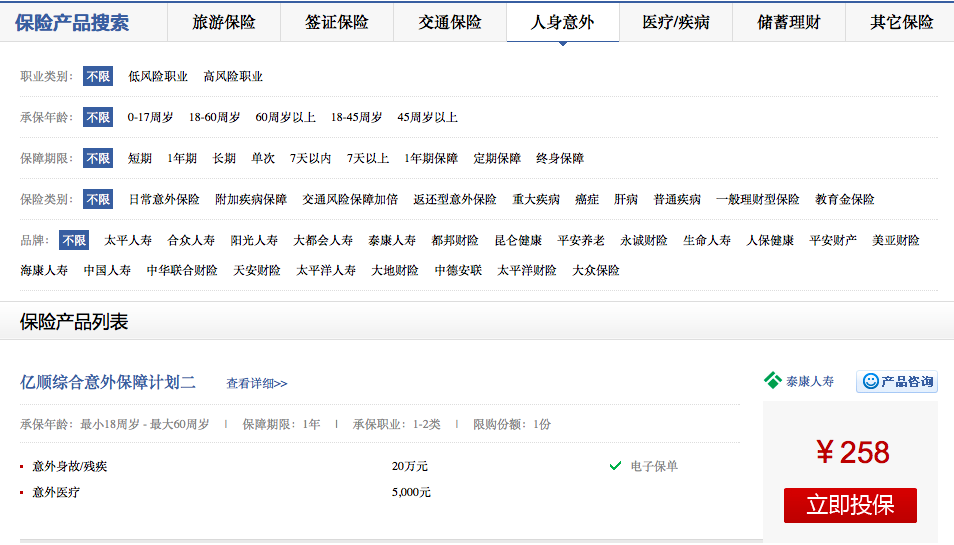 保险产品搜索 旅游保险 签证保险 交通保险 人身意外 医疗/疾病 储蓄理财 其它保险
职业类别: 不限 低风险职业 高风险职业
承保年龄: 不限 0-17周岁 18-60周岁 60周岁以上 18-45周岁 45周岁以上
保障期限: 不限 短期 1年期 长期 单次 7天以内 7天以上 1年期保障 定期保障 终身保障
保险类别: 不限 日常意外保险 附加疾病保障 交通风险保障加倍 返还型意外保险 重大疾病 癌症 肝病 普通疾病 一般理财型保险 教育金保险
品牌: 不限 太平人寿 合众人寿 阳光人寿 大都会人寿 泰康人寿 都邦财险 昆仑健康 平安养老 永诚财险 生命人寿 人保健康 平安财产 美亚财险
海康人寿 中国人寿 中华联合财险 天安财险 太平洋人寿 大地财险 中德安联 太平洋财险 大众保险
保险产品列表
亿顺综合意外保障计划二 查看详细>> 泰康人寿 产品咨询
承保年龄: 最小18周岁 - 最大60周岁 | 保障期限: 1年 | 承保职业: 1-2类 | 限购份额: 1份
意外身故/残疾 20万元 电子保单
意外医疗 5,000元
¥258
立即投保